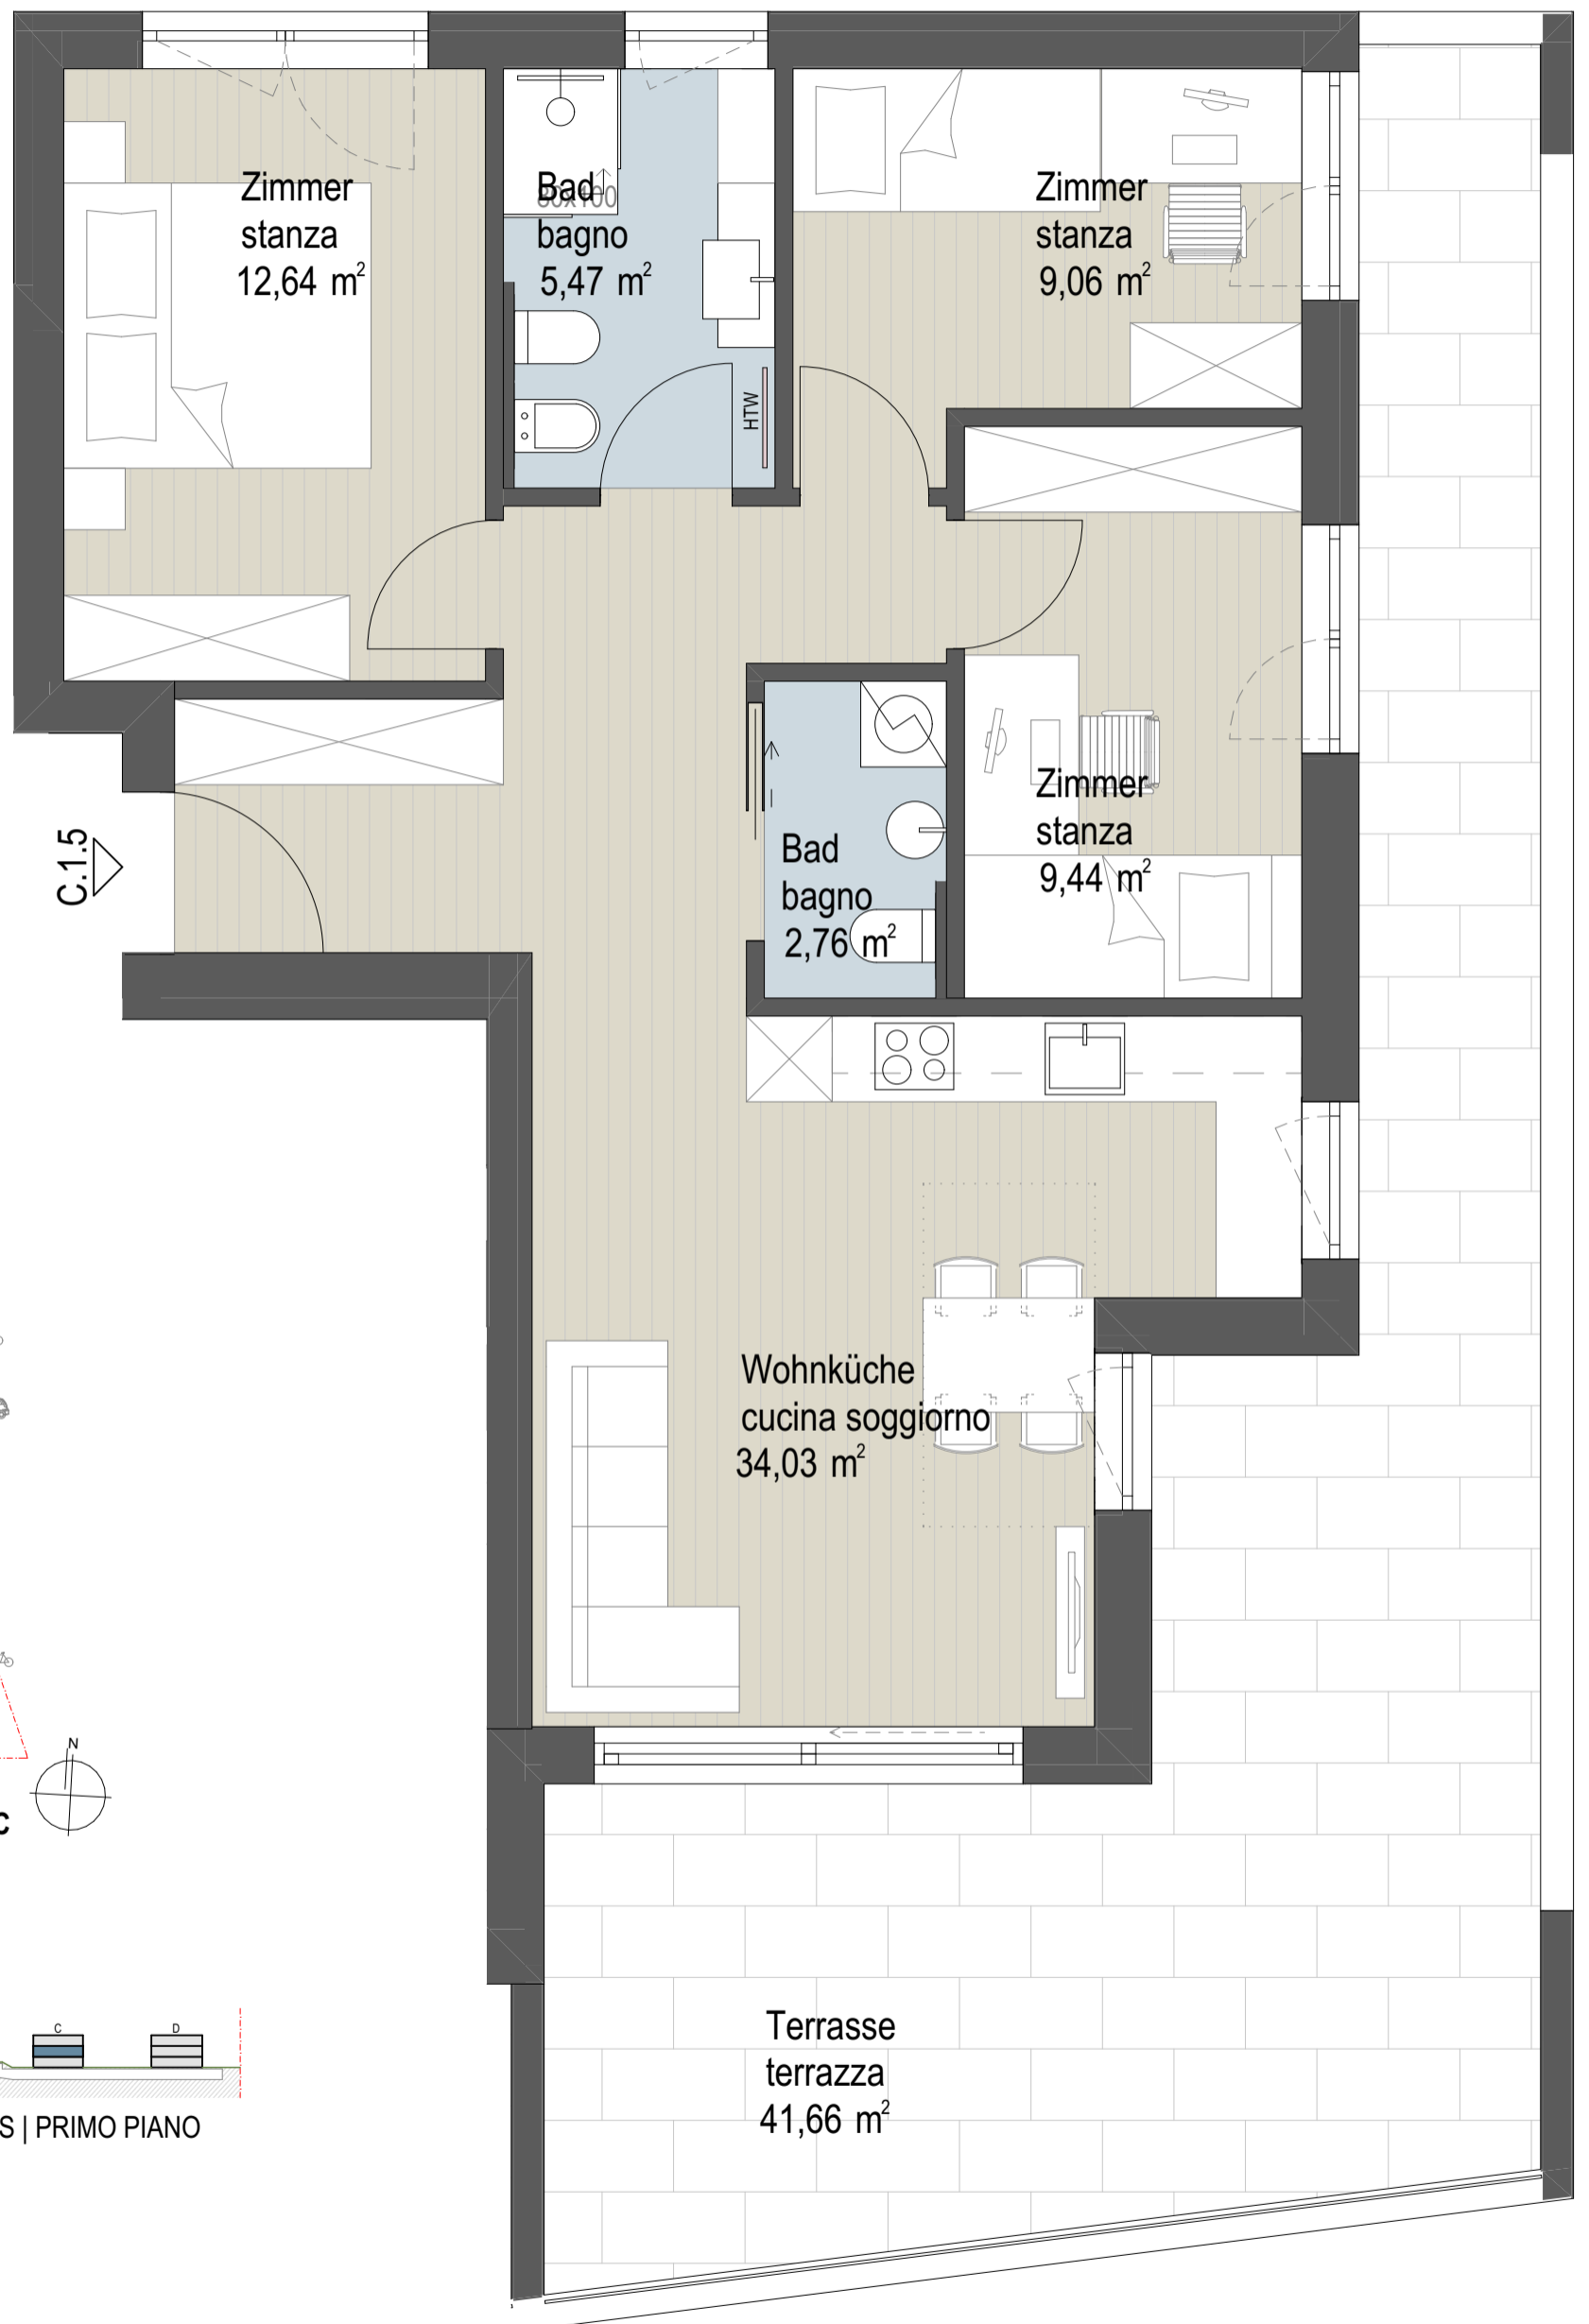 Zimmer
stanza
12,64 m²
Bad
80x100
bagno
5,47 m²
HTW
Zimmer
stanza
9,06 m²
C.1.5
Bad
bagno
2,76 m²
Zimmer
stanza
9,44 m²
Wohnküche
cucina soggiorno
34,03 m²
N
C
C
D
S | PRIMO PIANO
Terrasse
terrazza
41,66 m²